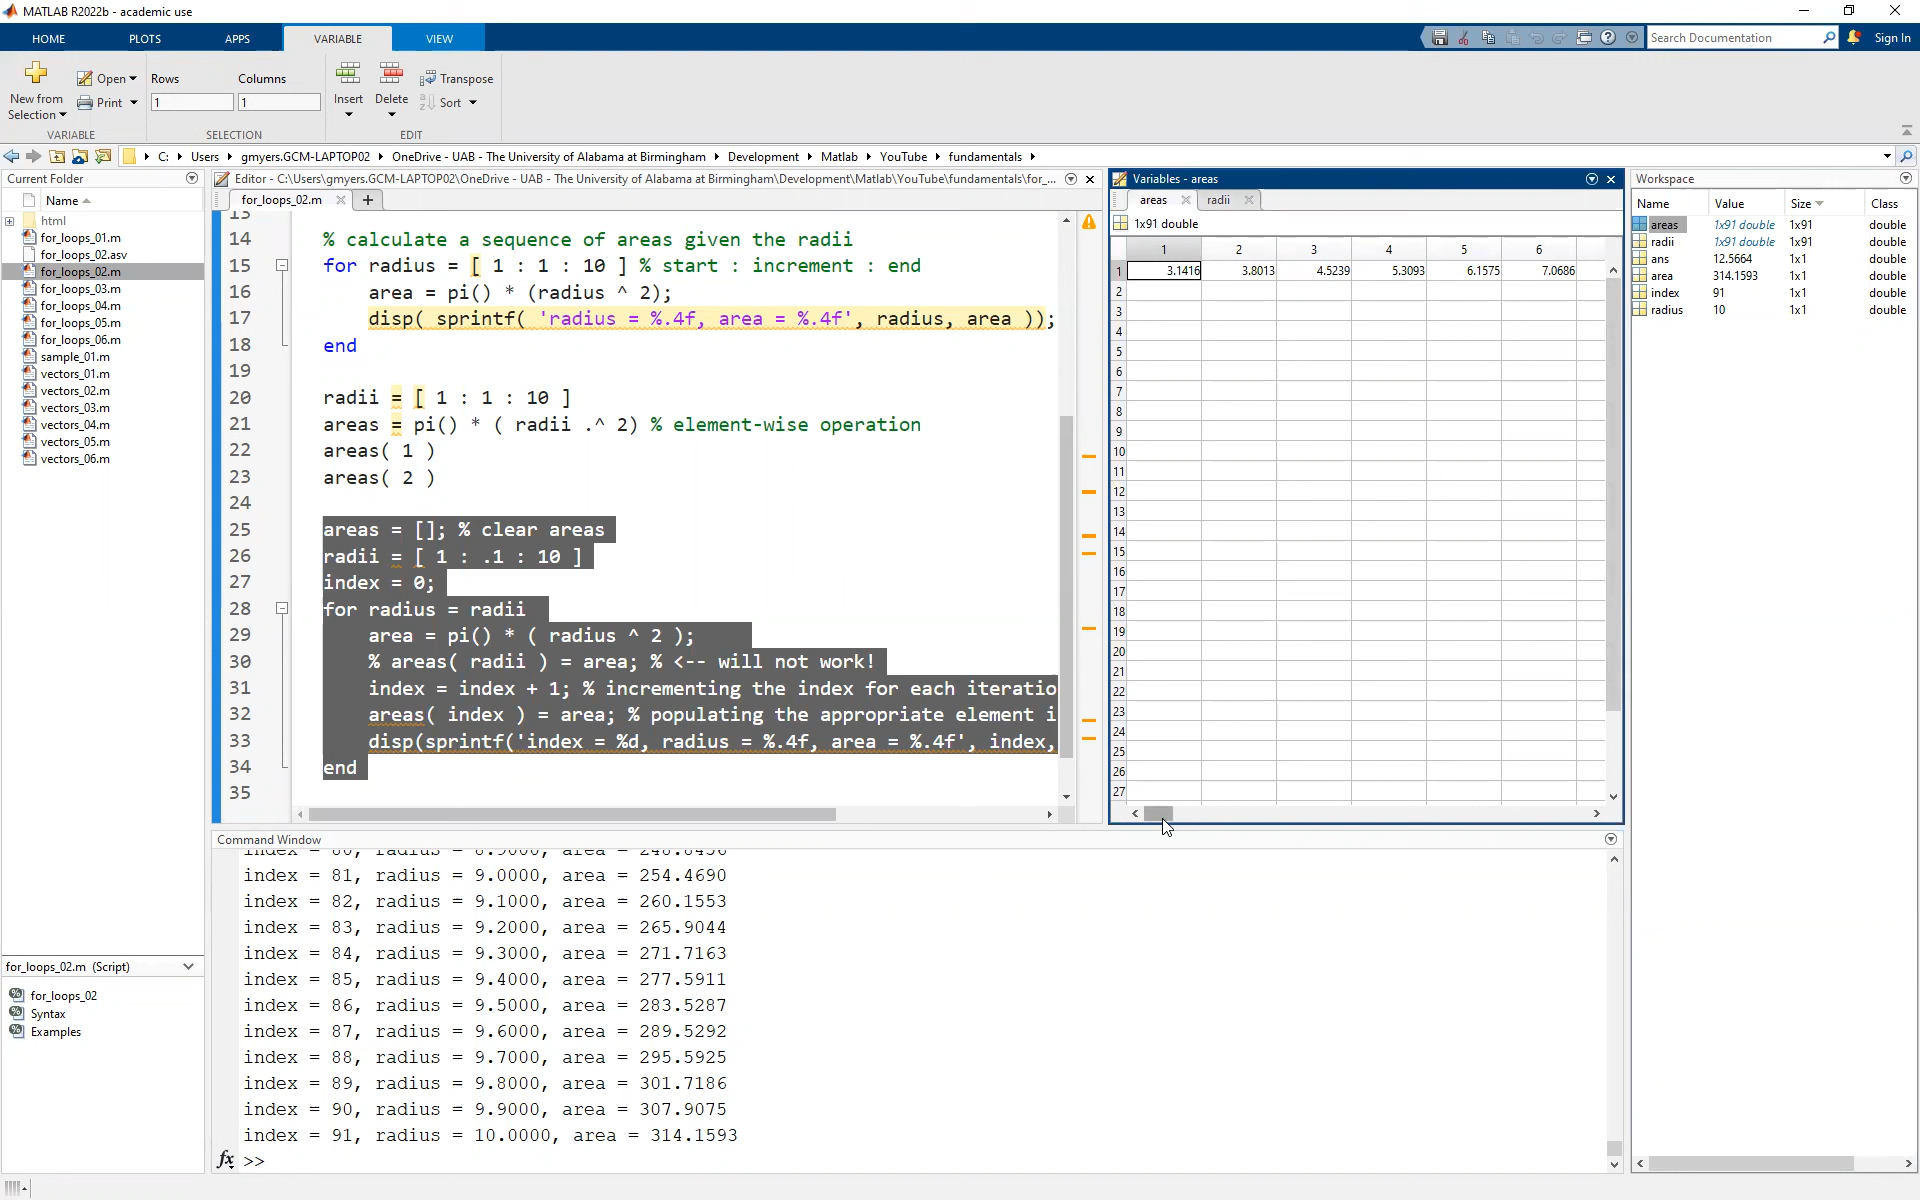 MATLAB R2022b - academic use
HOME
PLOTS
APPS
VARIABLE
VIEW
Search Documentation
Sign In
New from
Selection
Open
Print
Rows
Columns
1
1
Insert
Delete
Transpose
Sort
VARIABLE
SELECTION
EDIT
C: Users gmyers.GCM-LAPTOP02 OneDrive - UAB - The University of Alabama at Birmingham Development Matlab YouTube fundamentals
Current Folder
Name
html
for_loops_01.m
for_loops_02.asv
for_loops_02.m
for_loops_03.m
for_loops_04.m
for_loops_05.m
for_loops_06.m
sample_01.m
vectors_01.m
vectors_02.m
vectors_03.m
vectors_04.m
vectors_05.m
vectors_06.m
for_loops_02.m (Script)
for_loops_02
Syntax
Examples
Editor - C:\Users\gmyers.GCM-LAPTOP02\OneDrive - UAB - The University of Alabama at Birmingham\Development\Matlab\YouTube\fundamentals\for_...
for_loops_02.m
13
14 % calculate a sequence of areas given the radii
15 for radius = [ 1 : 1 : 10 ] % start : increment : end
16 area = pi() * (radius ^ 2);
17 disp( sprintf( 'radius = %.4f, area = %.4f', radius, area ));
18 end
19
20 radii = [ 1 : 1 : 10 ]
21 areas = pi() * ( radii .^ 2) % element-wise operation
22 areas( 1 )
23 areas( 2 )
24
25 areas = []; % clear areas
26 radii = [ 1 : .1 : 10 ]
27 index = 0;
28 for radius = radii
29 area = pi() * ( radius ^ 2 );
30 % areas( radii ) = area; % <-- will not work!
31 index = index + 1; % incrementing the index for each iteratio
32 areas( index ) = area; % populating the appropriate element i
33 disp(sprintf('index = %d, radius = %.4f, area = %.4f', index,
34 end
35
Variables - areas
areas
radii
1x91 double
1 2 3 4 5 6
1 3.1416 3.8013 4.5239 5.3093 6.1575 7.0686
2
3
4
5
6
7
8
9
10
11
12
13
14
15
16
17
18
19
20
21
22
23
24
25
26
27
Workspace
Name Value Size Class
areas 1x91 double 1x91 double
radii 1x91 double 1x91 double
ans 12.5664 1x1 double
area 314.1593 1x1 double
index 91 1x1 double
radius 10 1x1 double
Command Window
index = 80, radius = 8.9000, area = 248.8456
index = 81, radius = 9.0000, area = 254.4690
index = 82, radius = 9.1000, area = 260.1553
index = 83, radius = 9.2000, area = 265.9044
index = 84, radius = 9.3000, area = 271.7163
index = 85, radius = 9.4000, area = 277.5911
index = 86, radius = 9.5000, area = 283.5287
index = 87, radius = 9.6000, area = 289.5292
index = 88, radius = 9.7000, area = 295.5925
index = 89, radius = 9.8000, area = 301.7186
index = 90, radius = 9.9000, area = 307.9075
index = 91, radius = 10.0000, area = 314.1593
fx >>